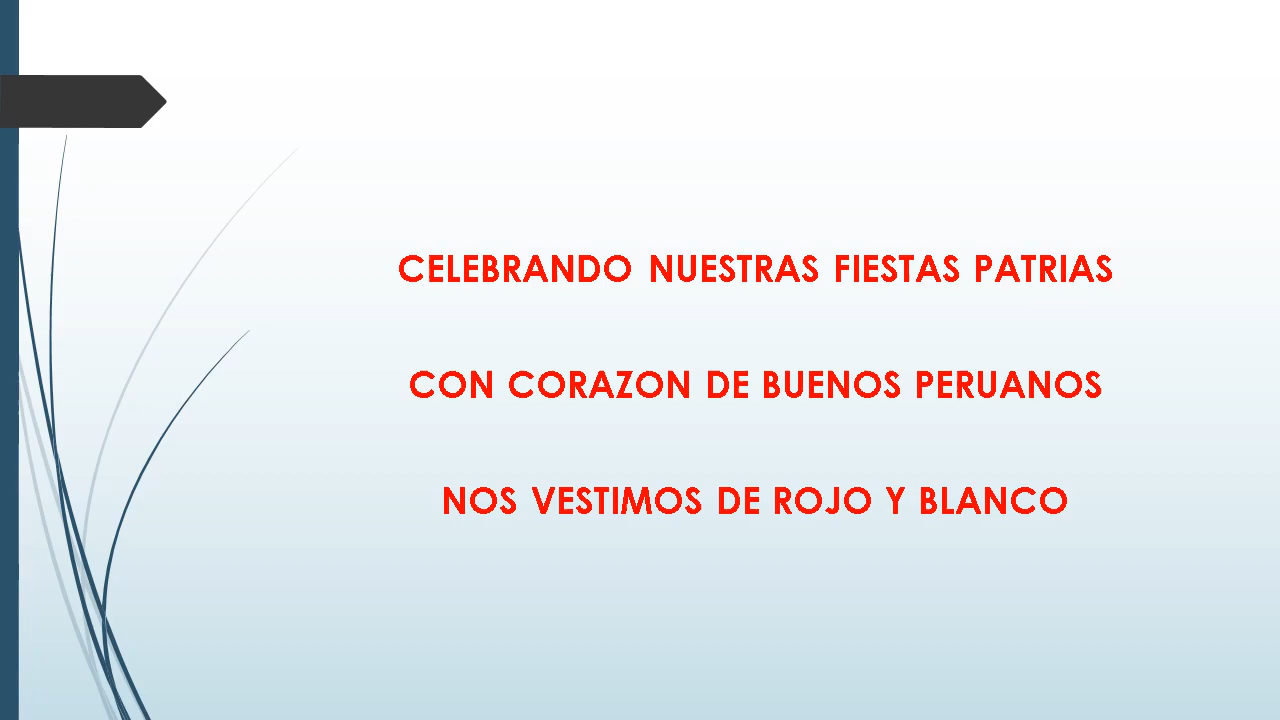 CELEBRANDO NUESTRAS FIESTAS PATRIAS
CON CORAZON DE BUENOS PERUANOS
NOS VESTIMOS DE ROJO Y BLANCO